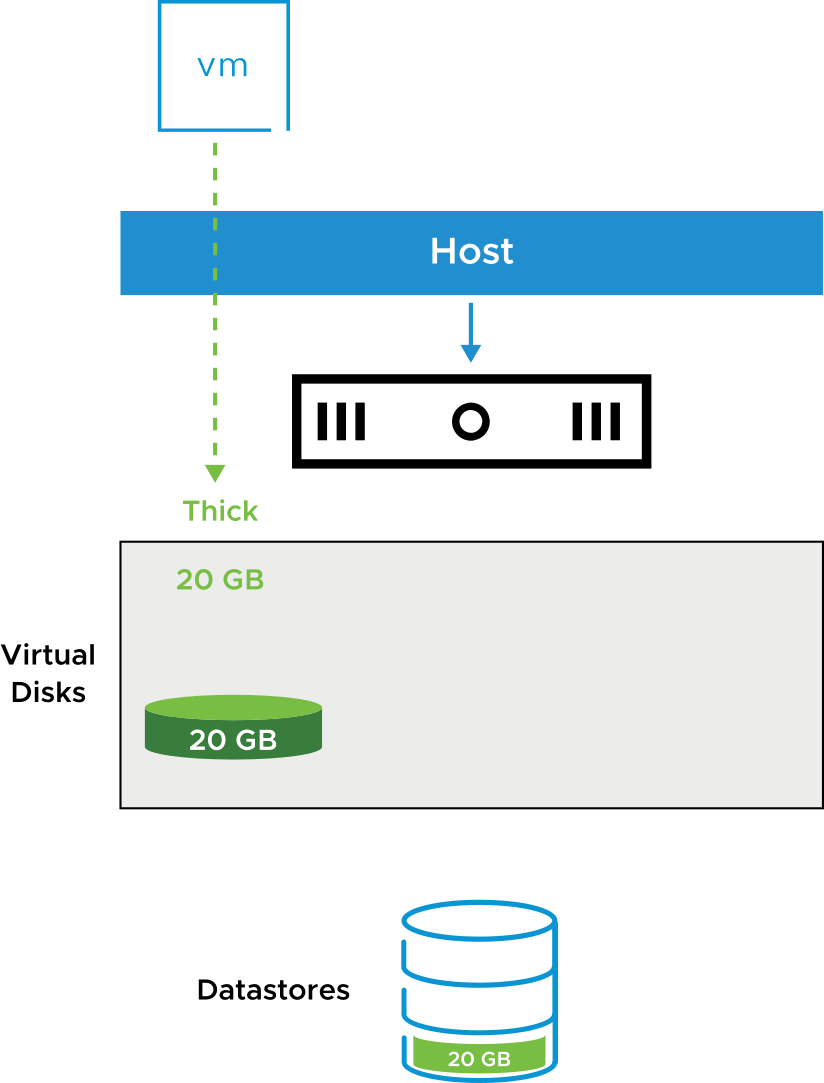 vm
Host
Thick
20 GB
Virtual
Disks
20 GB
Datastores
20 GB